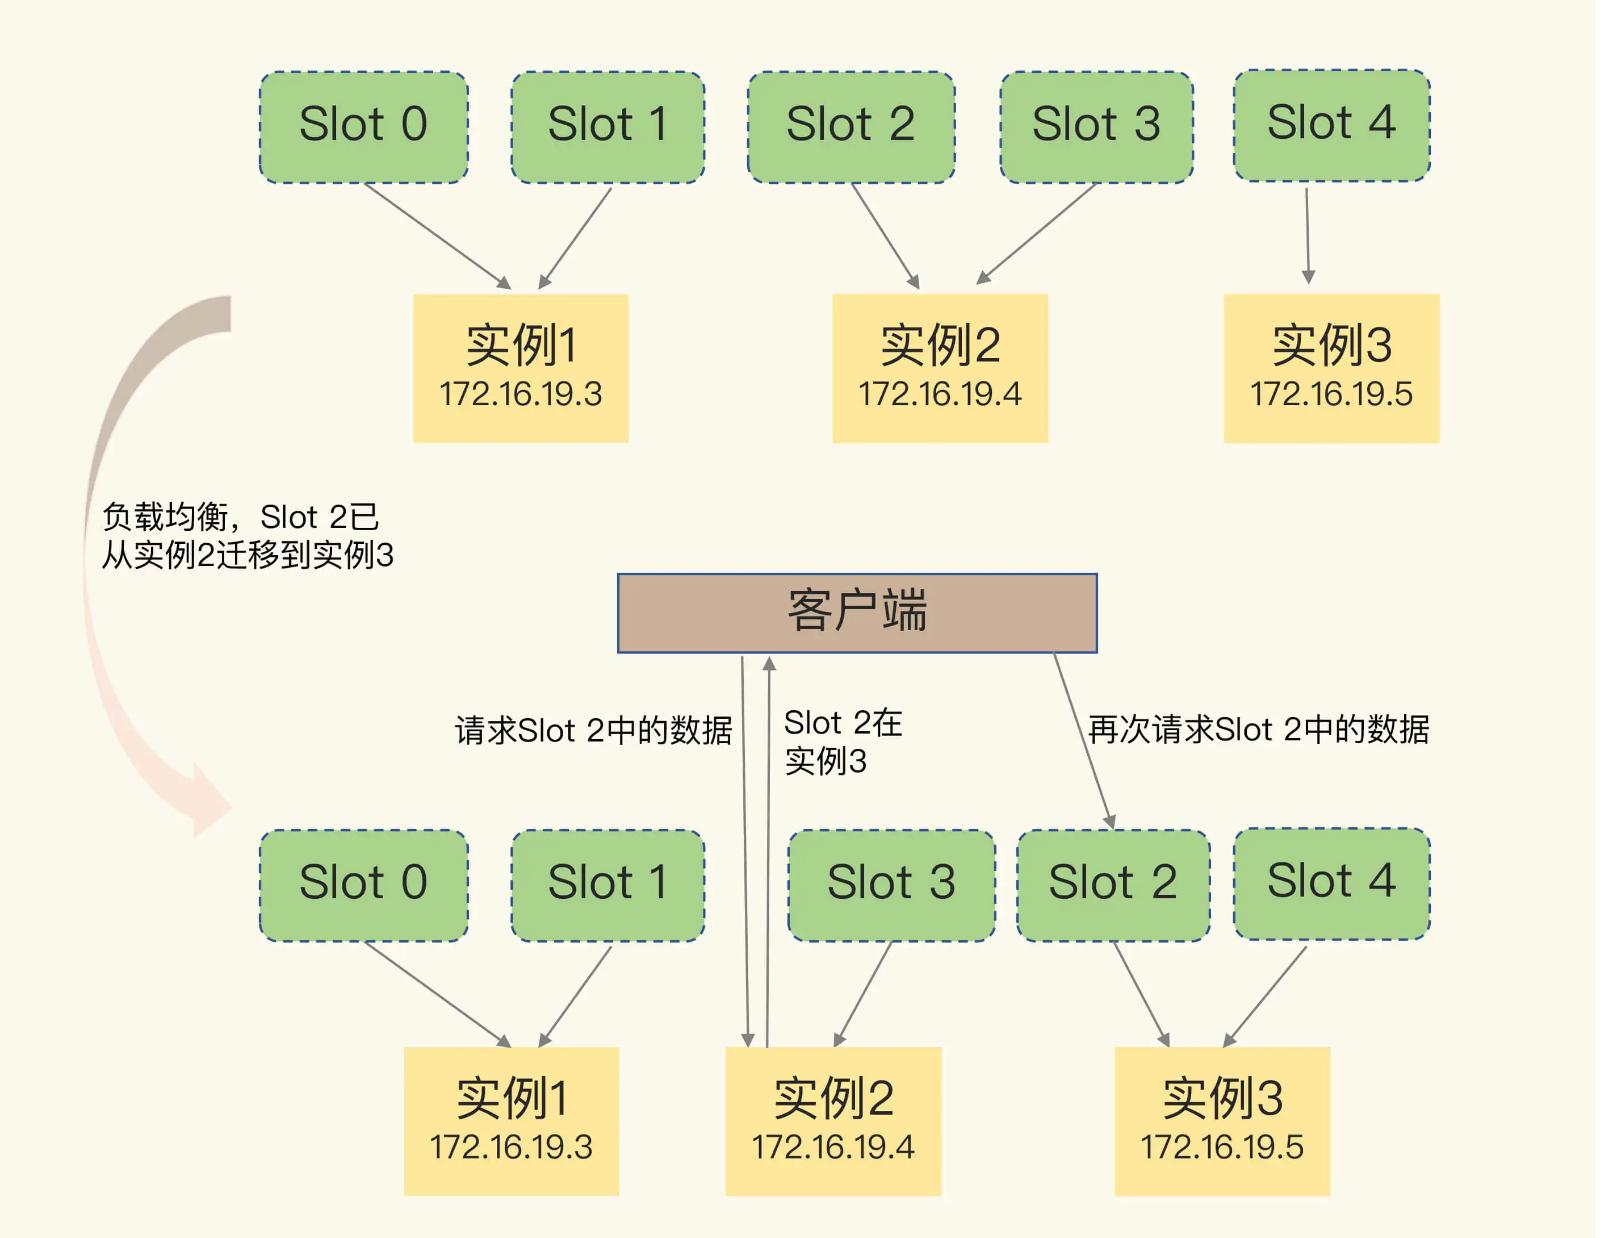 Slot 0
Slot 1
Slot 2
Slot 3
Slot 4
实例1
172.16.19.3
实例2
172.16.19.4
实例3
172.16.19.5
负载均衡，Slot 2已
从实例2迁移到实例3
客户端
请求Slot 2中的数据
Slot 2在
实例3
再次请求Slot 2中的数据
Slot 0
Slot 1
Slot 3
Slot 2
Slot 4
实例1
172.16.19.3
实例2
172.16.19.4
实例3
172.16.19.5